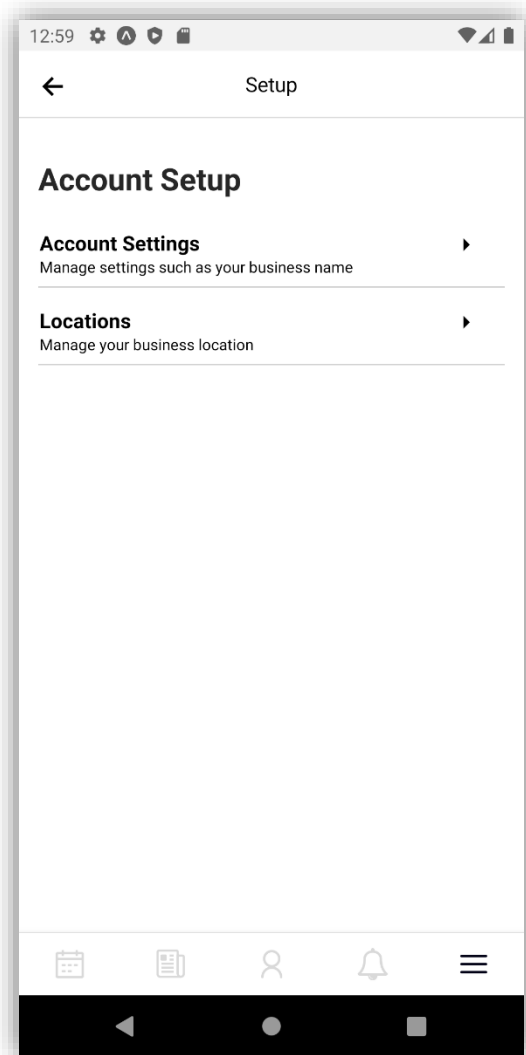 12:59
Setup
Account Setup
Account Settings
Manage settings such as your business name
Locations
Manage your business location